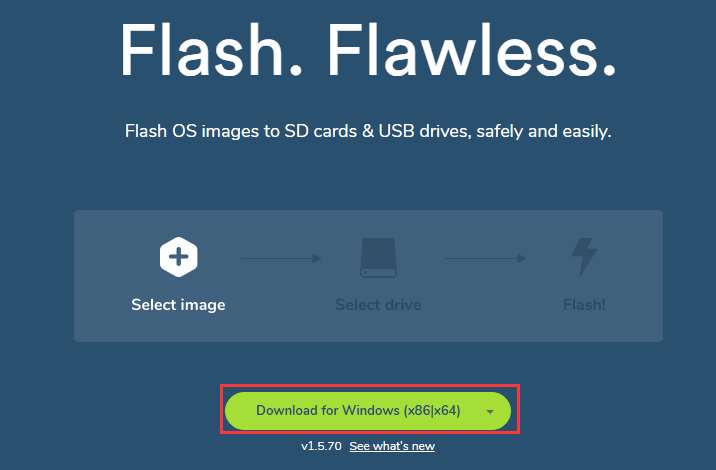 Flash. Flawless.
Flash OS images to SD cards & USB drives, safely and easily.
Select image Select drive Flash!
Download for Windows (x86|x64)
v1.5.70 See what's new